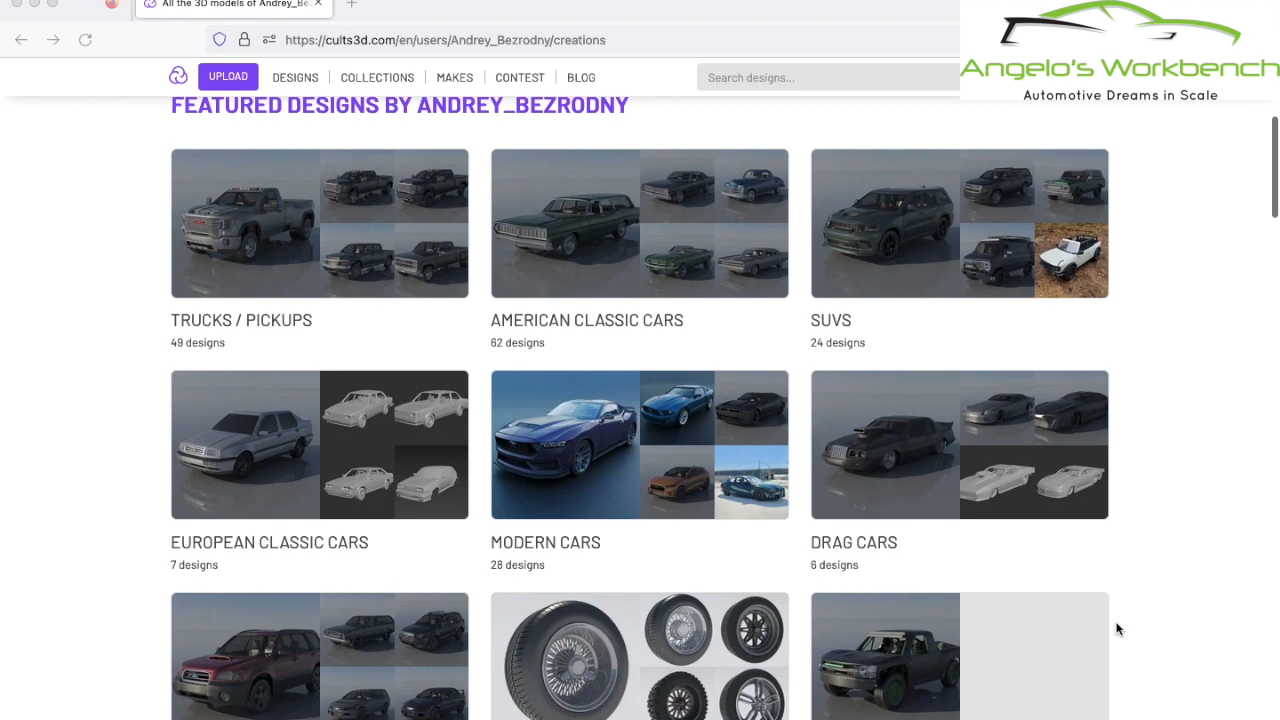 All the 3D models of Andrey_Be
https://cults3d.com/en/users/Andrey_Bezrodny/creations
Angelo's Workbench
Automotive Dreams in Scale
UPLOAD
DESIGNS
COLLECTIONS
MAKES
CONTEST
BLOG
Search designs...
FEATURED DESIGNS BY ANDREY_BEZRODNY
TRUCKS / PICKUPS
49 designs
AMERICAN CLASSIC CARS
62 designs
SUVS
24 designs
EUROPEAN CLASSIC CARS
7 designs
MODERN CARS
28 designs
DRAG CARS
6 designs